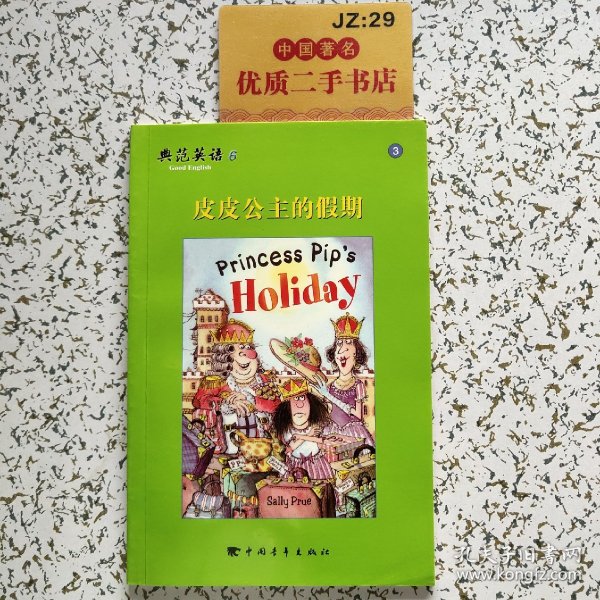 JZ:29
中国著名
优质二手书店
典范英语 6
Good English
3
皮皮公主的假期
Princess Pip's
Holiday
Sally Prue
中国青年出版社
孔夫子旧书网
www.kongfz.com